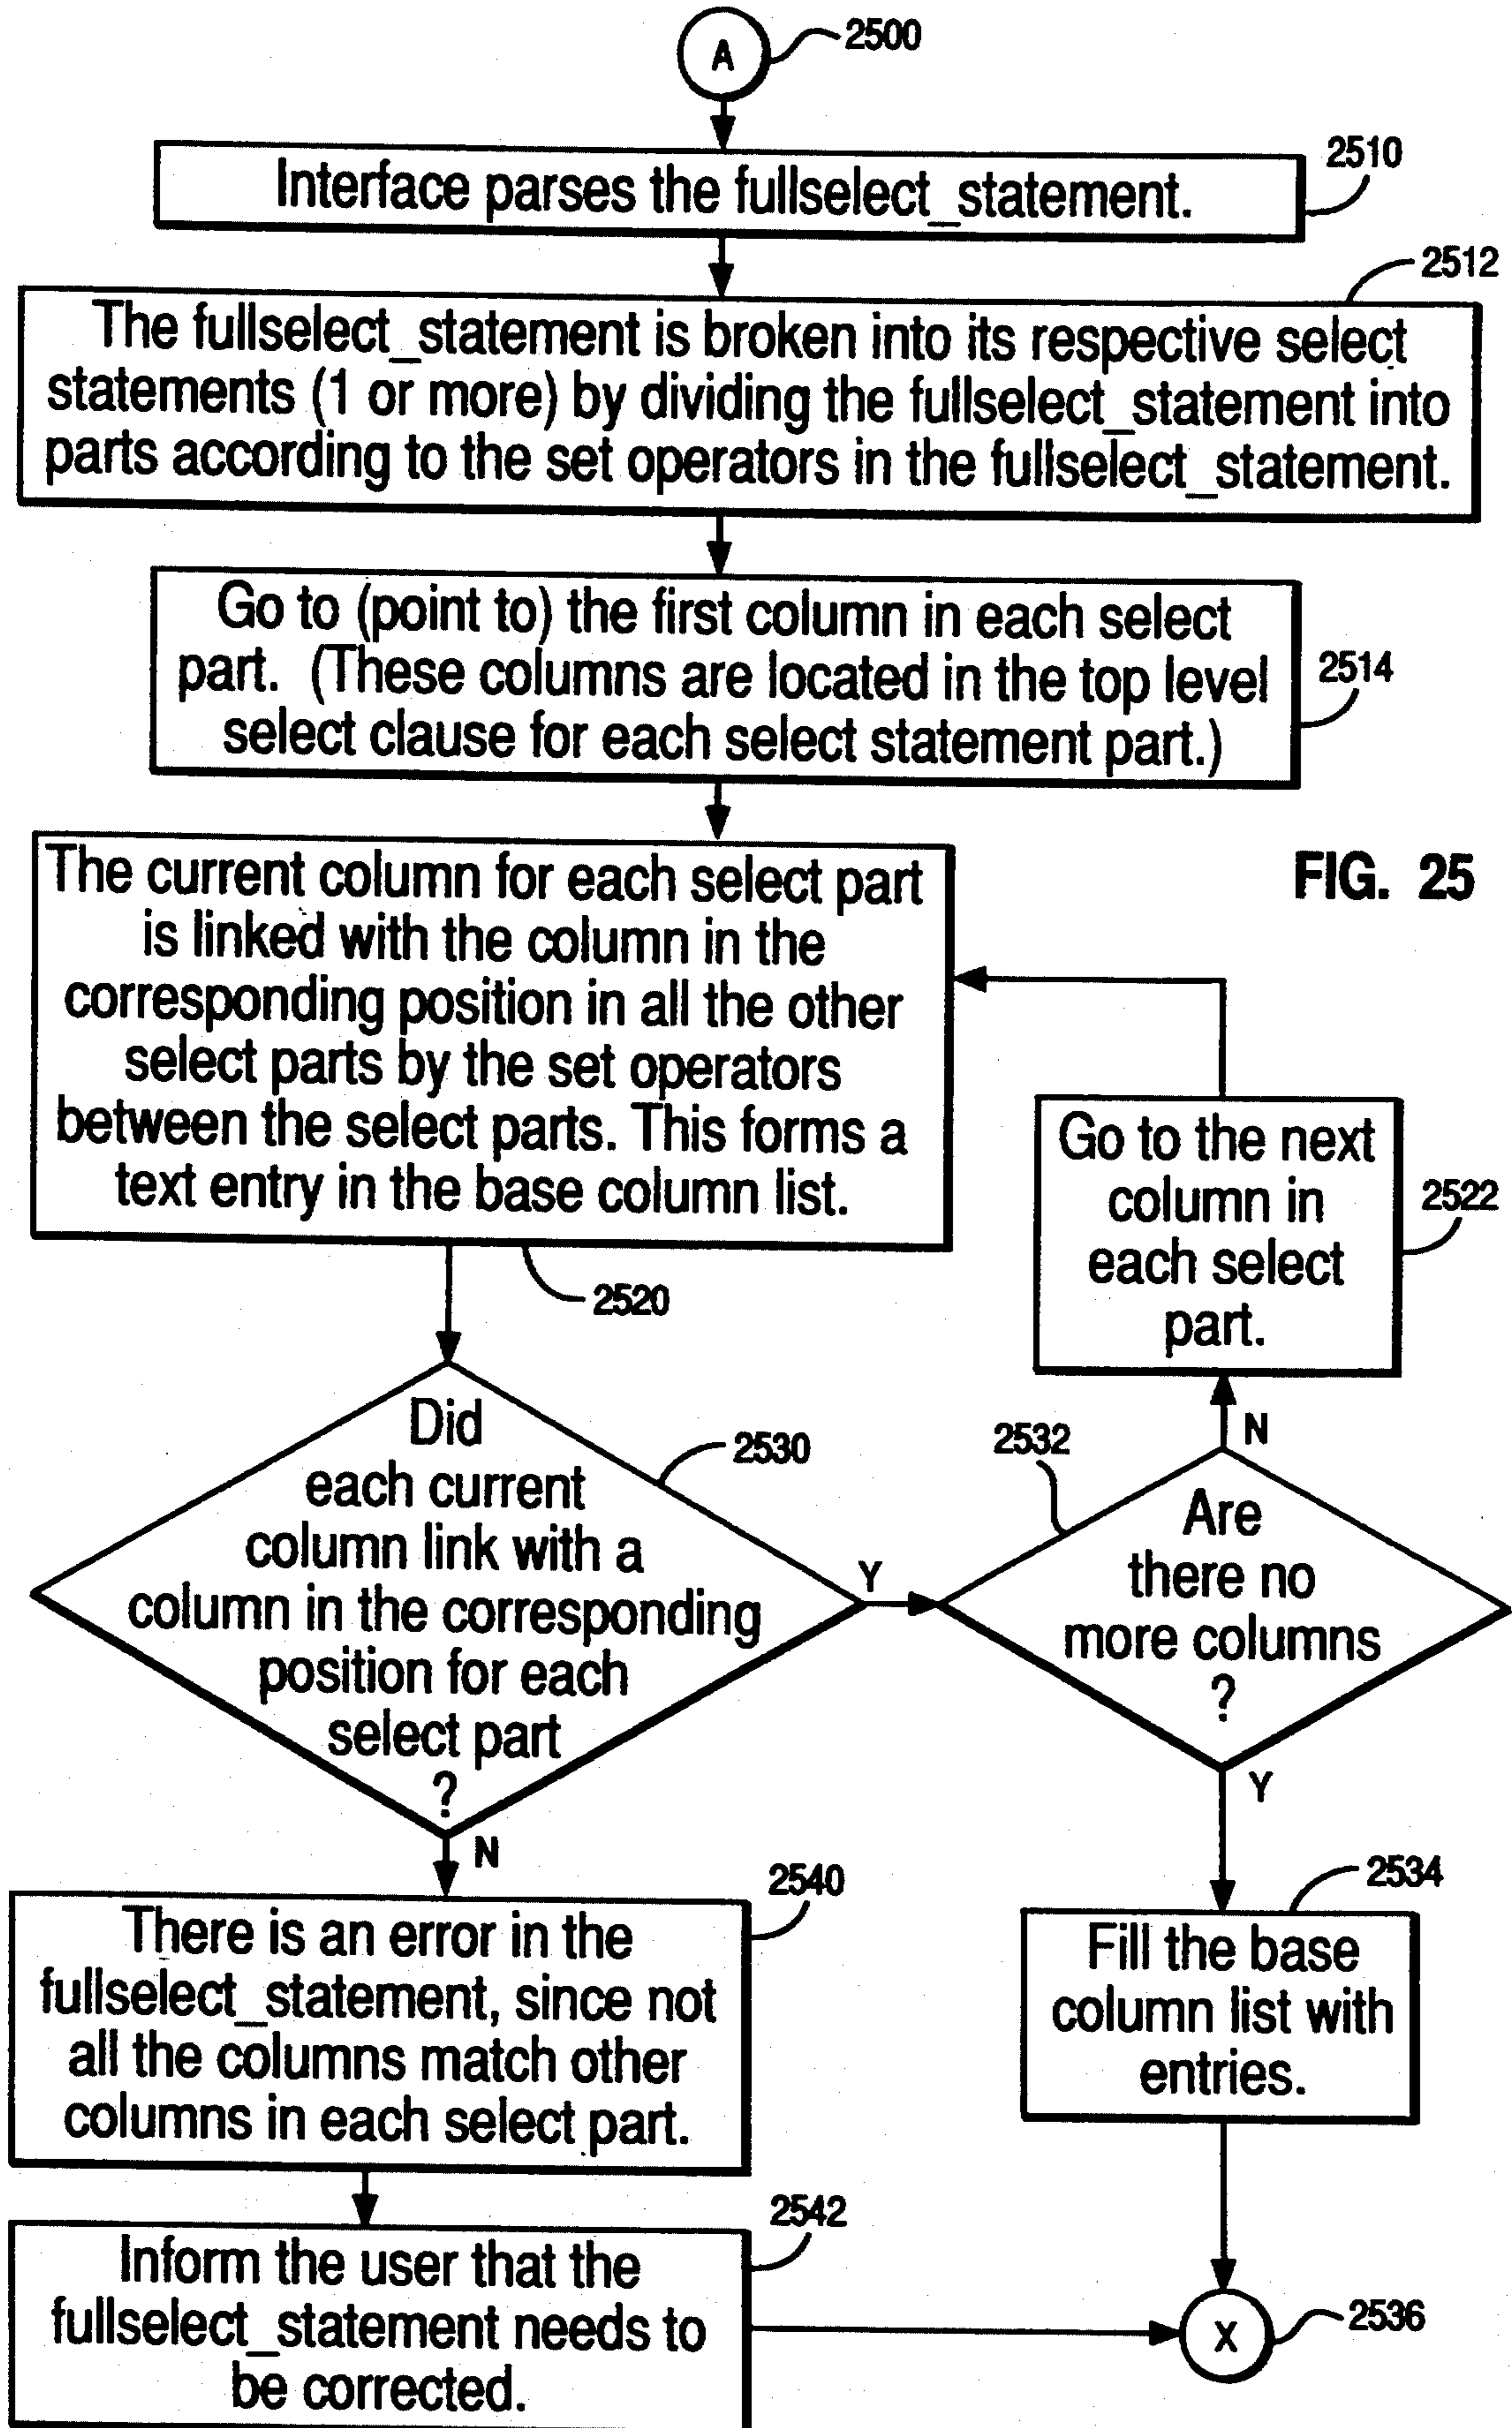 A
2500
Interface parses the fullselect_statement.
2510
2512
The fullselect_statement is broken into its respective select
statements (1 or more) by dividing the fullselect_statement into
parts according to the set operators in the fullselect_statement.
Go to (point to) the first column in each select
part. (These columns are located in the top level
select clause for each select statement part.)
2514
The current column for each select part
is linked with the column in the
corresponding position in all the other
select parts by the set operators
between the select parts. This forms a
text entry in the base column list.
2520
FIG. 25
Go to the next
column in
each select
part.
2522
Did
each current
column link with a
column in the corresponding
position for each
select part
?
2530
Y
N
2532
Are
there no
more columns
?
N
Y
2540
There is an error in the
fullselect_statement, since not
all the columns match other
columns in each select part.
2534
Fill the base
column list with
entries.
2542
Inform the user that the
fullselect_statement needs to
be corrected.
X
2536